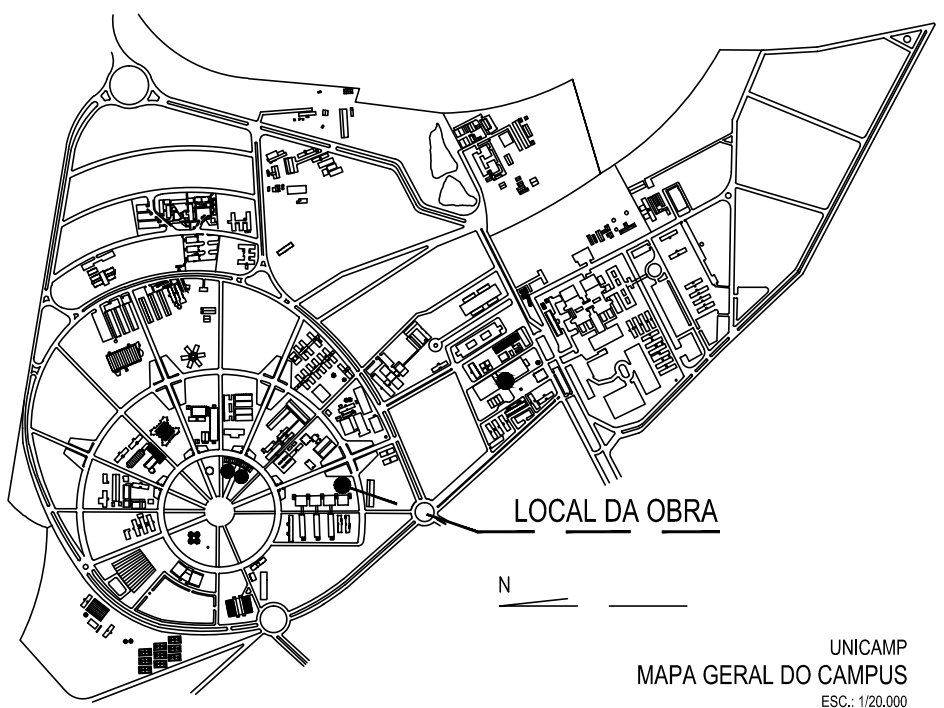 LOCAL DA OBRA
N
UNICAMP
MAPA GERAL DO CAMPUS
ESC.: 1/20.000